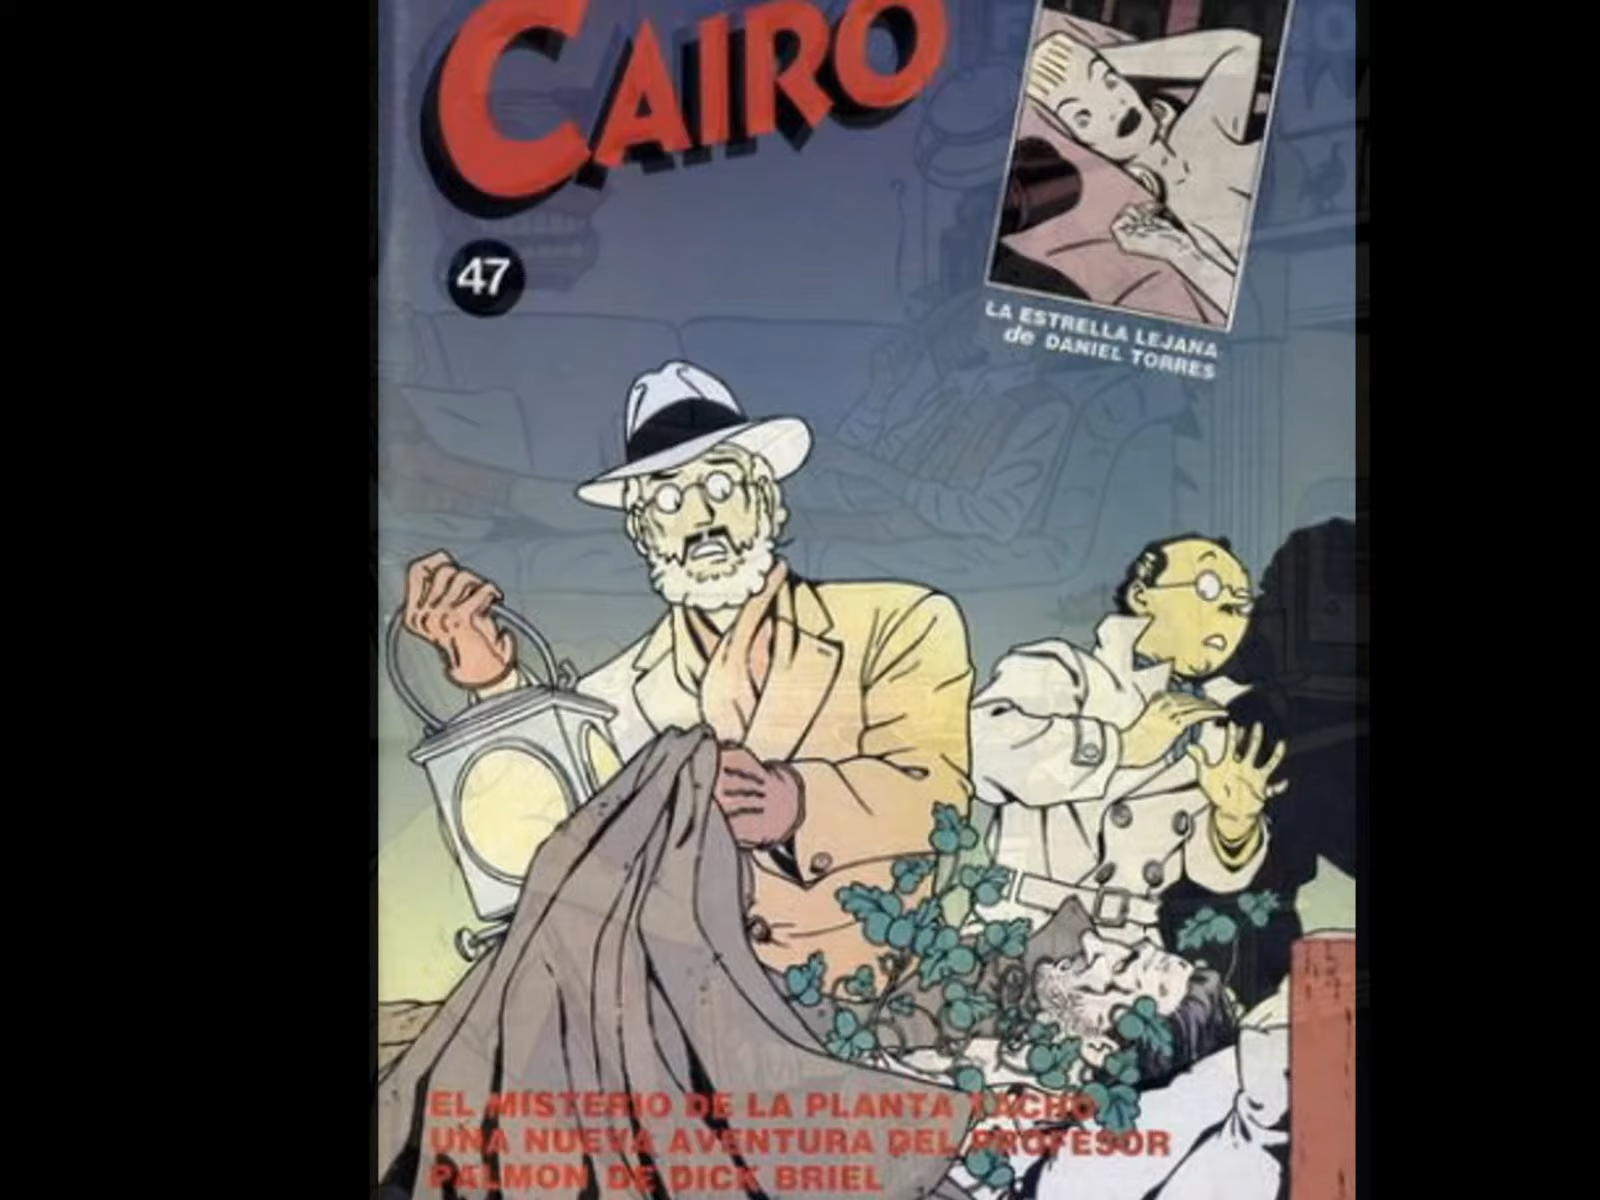 CAIRO
47
LA ESTRELLA LEJANA
de DANIEL TORRES
EL MISTERIO DE LA PLANTA TACHO
UNA NUEVA AVENTURA DEL PROFESOR
PALMON DE DICK BRIEL